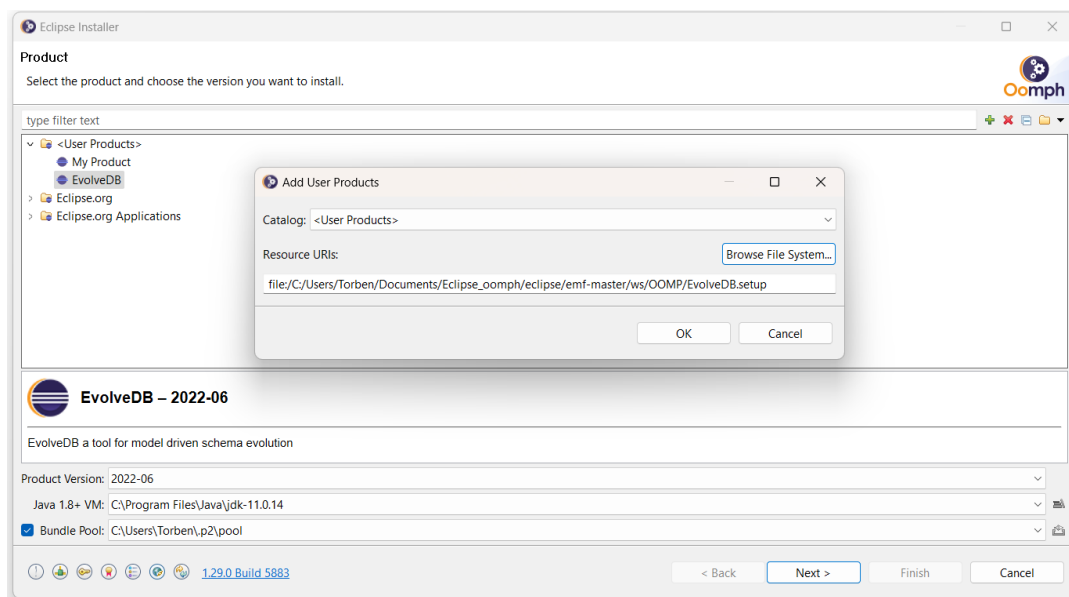 Eclipse Installer
Product
Select the product and choose the version you want to install.
Oomph
type filter text
<User Products>
My Product
EvolveDB
Eclipse.org
Eclipse.org Applications
Add User Products
Catalog: <User Products>
Resource URIs: Browse File System...
file:/C:/Users/Torben/Documents/Eclipse_oomph/eclipse/emf-master/ws/OOMP/EvolveDB.setup
OK Cancel
EvolveDB – 2022-06
EvolveDB a tool for model driven schema evolution
Product Version: 2022-06
Java 1.8+ VM: C:\Program Files\Java\jdk-11.0.14
Bundle Pool: C:\Users\Torben\.p2\pool
1.29.0 Build 5883 < Back Next > Finish Cancel